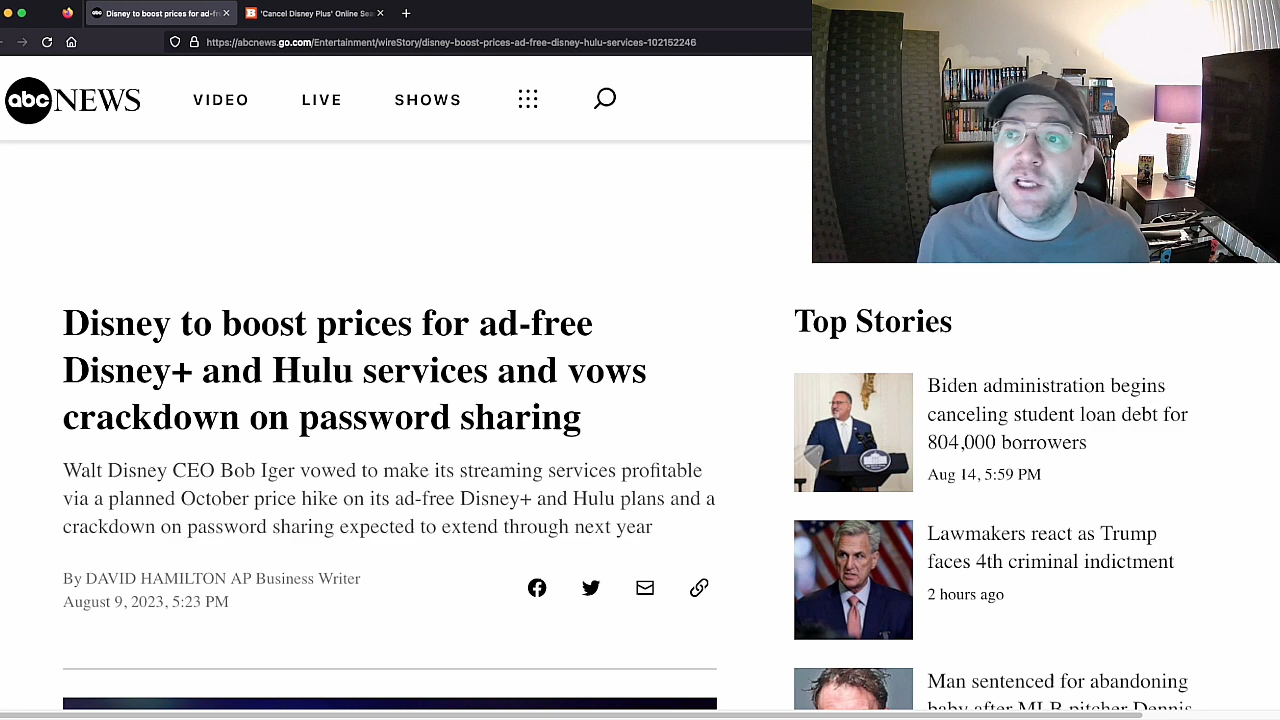 Disney to boost prices for ad-fr
'Cancel Disney Plus' Online Sea
https://abcnews.go.com/Entertainment/wireStory/disney-boost-prices-ad-free-disney-hulu-services-102152246
abc NEWS
VIDEO
LIVE
SHOWS
Disney to boost prices for ad-free
Disney+ and Hulu services and vows
crackdown on password sharing
Walt Disney CEO Bob Iger vowed to make its streaming services profitable
via a planned October price hike on its ad-free Disney+ and Hulu plans and a
crackdown on password sharing expected to extend through next year
By DAVID HAMILTON AP Business Writer
August 9, 2023, 5:23 PM
Top Stories
Biden administration begins
canceling student loan debt for
804,000 borrowers
Aug 14, 5:59 PM
Lawmakers react as Trump
faces 4th criminal indictment
2 hours ago
Man sentenced for abandoning
baby after MLB pitcher Dennis